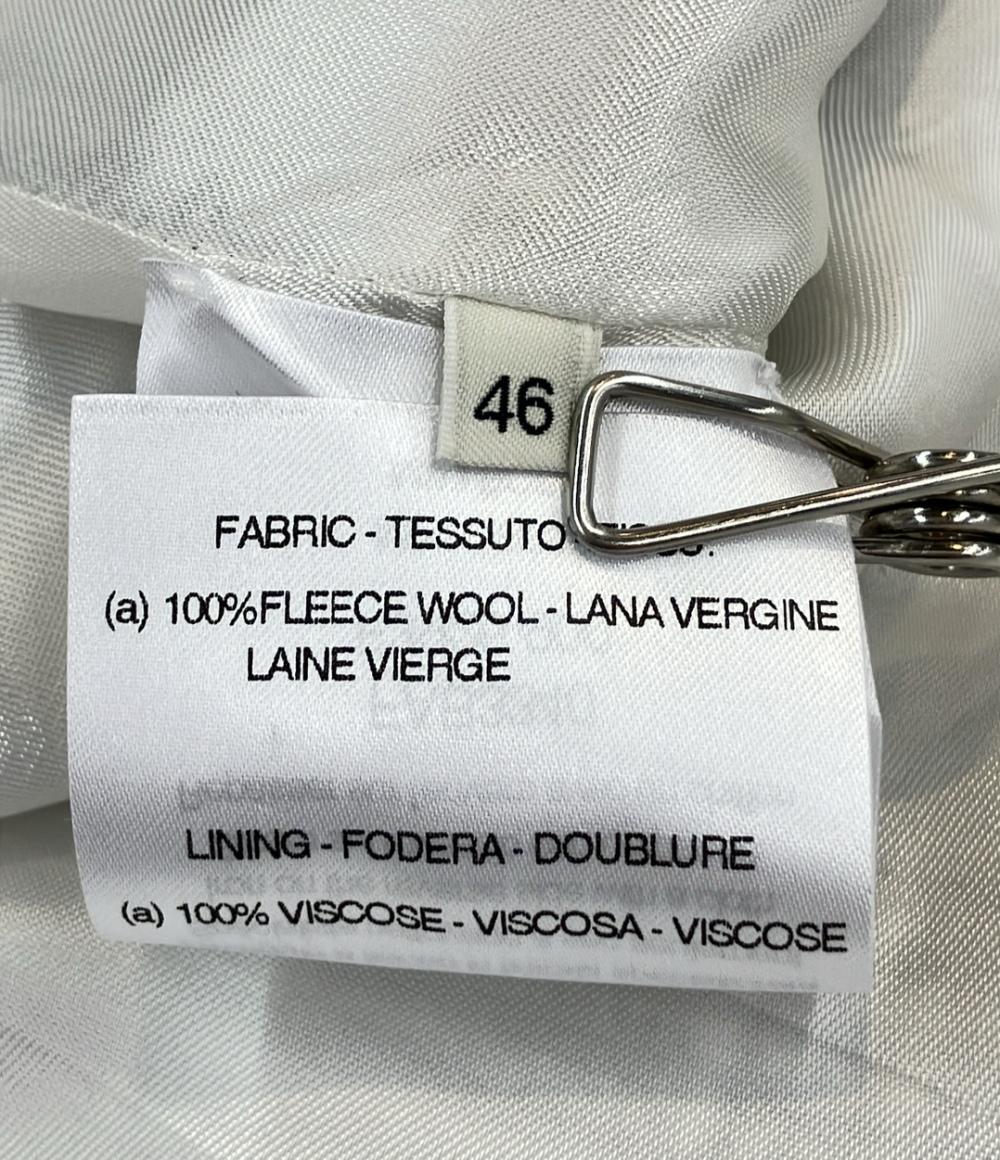 46
FABRIC - TESSUTO
(a) 100%FLEECE WOOL - LANA VERGINE
LAINE VIERGE
LINING - FODERA - DOUBLURE
(a) 100% VISCOSE - VISCOSA - VISCOSE